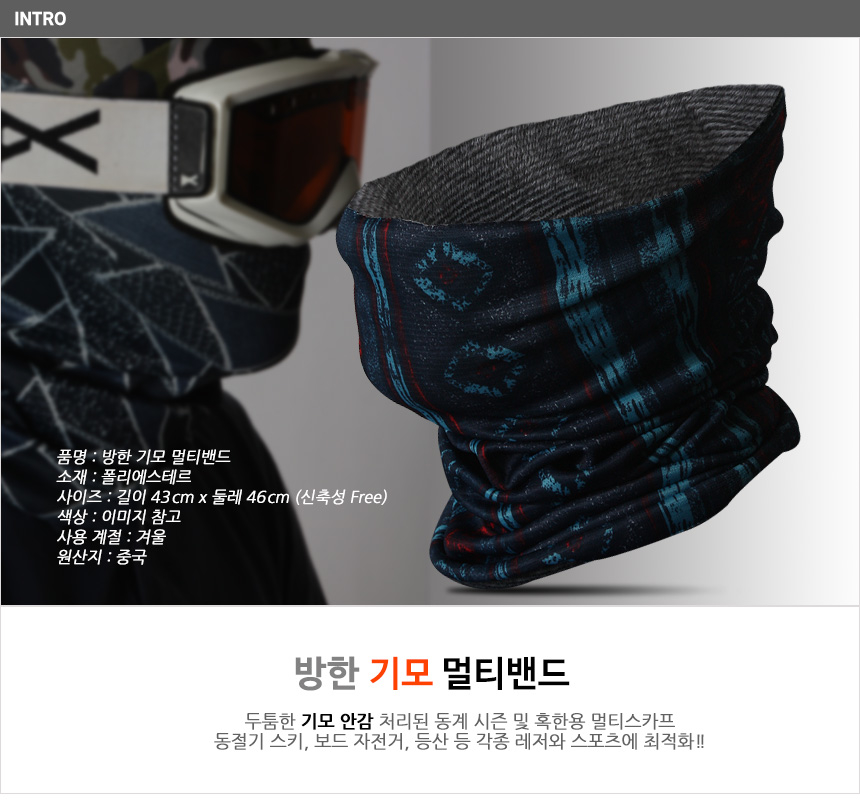 INTRO
품명 : 방한 기모 멀티밴드
소재 : 폴리에스테르
사이즈 : 길이 43cm x 둘레 46cm (신축성 Free)
색상 : 이미지 참고
사용 계절 : 겨울
원산지 : 중국
방한 기모 멀티밴드
두툼한 기모 안감 처리된 동계 시즌 및 혹한용 멀티스카프
동절기 스키, 보드 자전거, 등산 등 각종 레저와 스포츠에 최적화!!